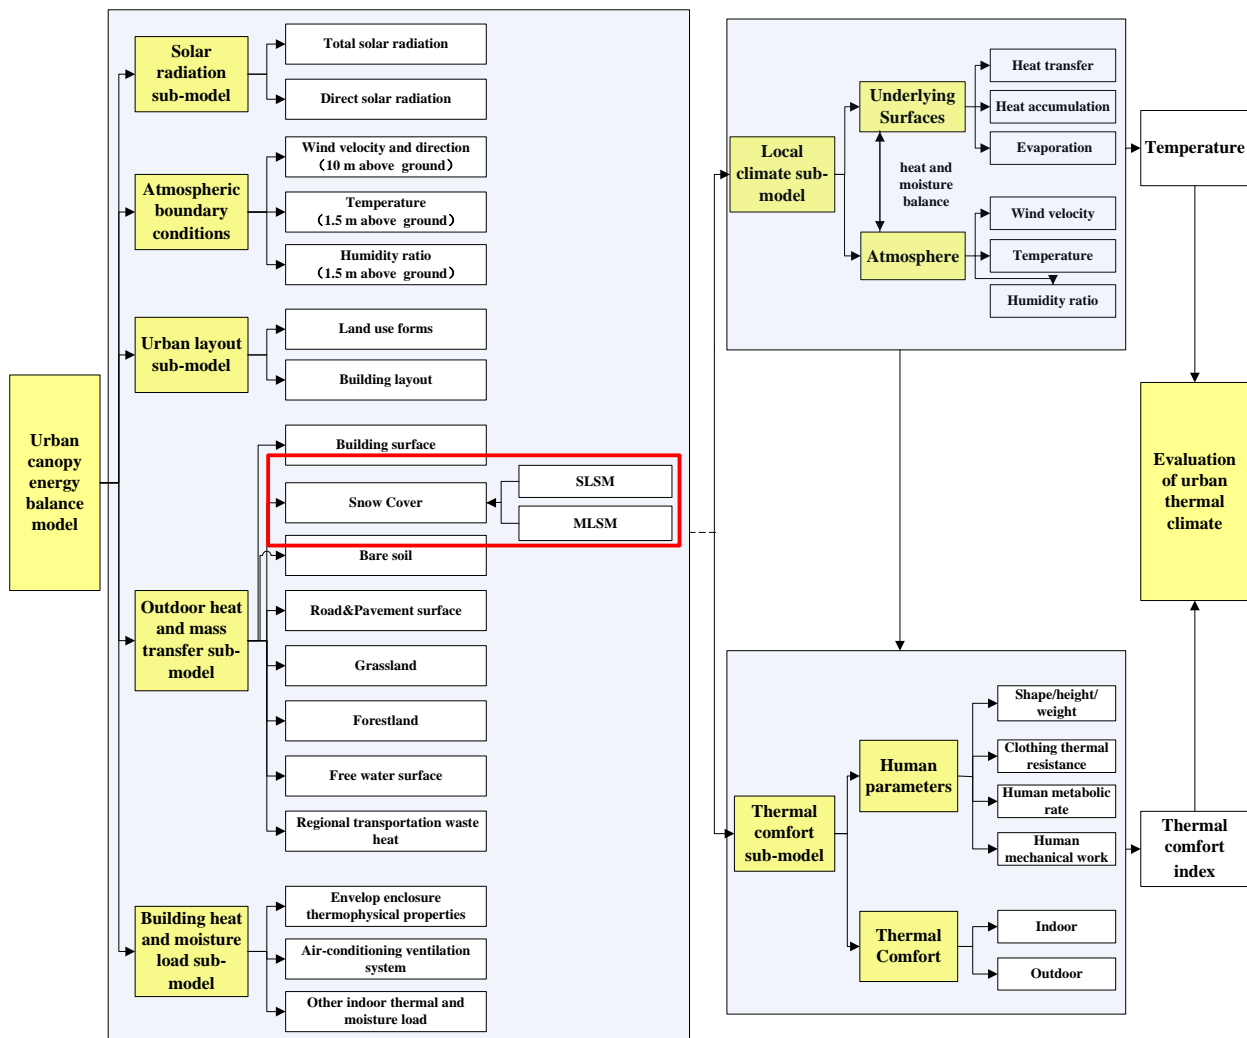 Urban
canopy
energy
balance
model
Solar
radiation
sub-model
Total solar radiation
Direct solar radiation
Atmospheric
boundary
conditions
Wind velocity and direction
(10 m above ground)
Temperature
(1.5 m above ground)
Humidity ratio
(1.5 m above ground)
Urban layout
sub-model
Land use forms
Building layout
Outdoor heat
and mass
transfer sub-
model
Building surface
Snow Cover
SLSM
MLSM
Bare soil
Road&Pavement surface
Grassland
Forestland
Free water surface
Regional transportation waste
heat
Building heat
and moisture
load sub-
model
Envelop enclosure
thermophysical properties
Air-conditioning ventilation
system
Other indoor thermal and
moisture load
Local
climate sub-
model
Underlying
Surfaces
Heat transfer
Heat accumulation
Evaporation
heat and
moisture
balance
Atmosphere
Wind velocity
Temperature
Humidity ratio
Thermal
comfort
sub-model
Human
parameters
Shape/height/
weight
Clothing thermal
resistance
Human metabolic
rate
Human
mechanical work
Thermal
Comfort
Indoor
Outdoor
Temperature
Evaluation
of urban
thermal
climate
Thermal
comfort
index